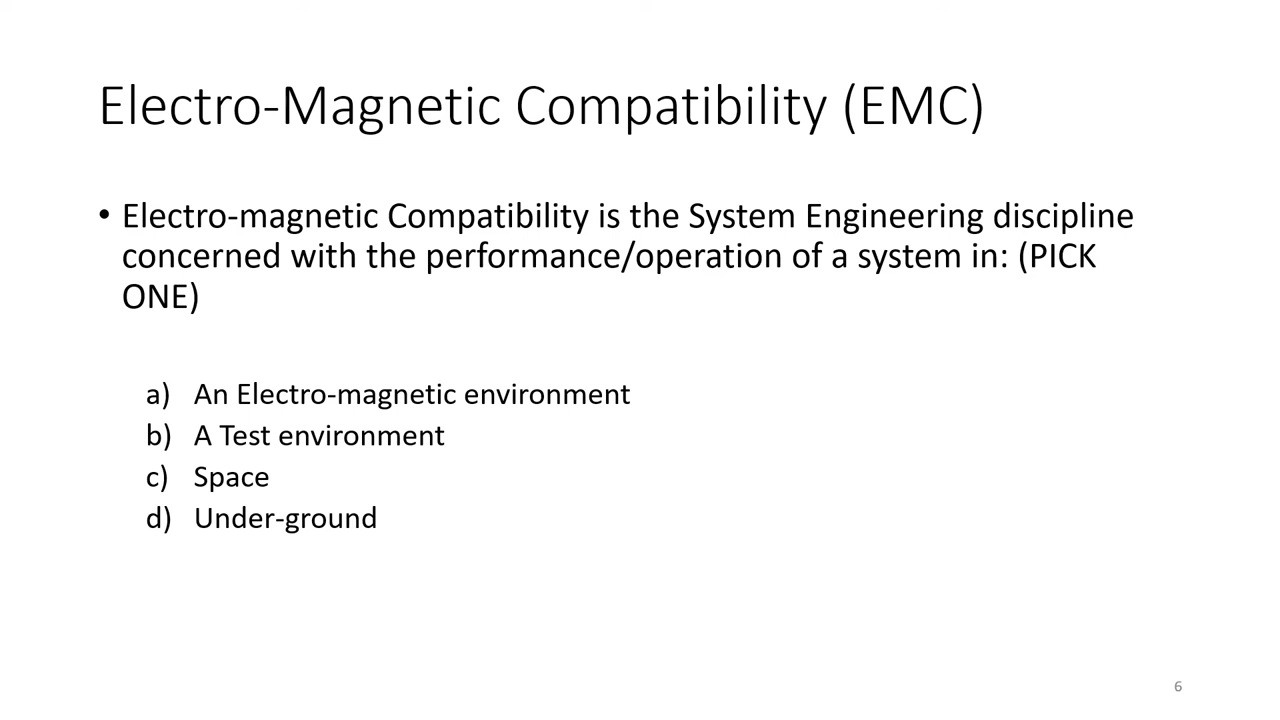 Electro-Magnetic Compatibility (EMC)
• Electro-magnetic Compatibility is the System Engineering discipline
concerned with the performance/operation of a system in: (PICK
ONE)
a) An Electro-magnetic environment
b) A Test environment
c) Space
d) Under-ground
6